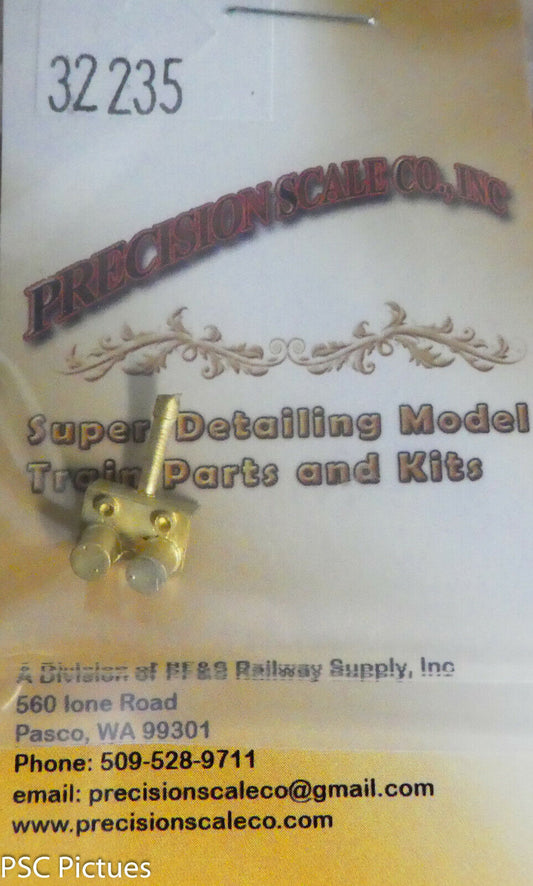 32235
PRECISION SCALE CO., INC
Super Detailing Model
Train Parts and Kits
A Division of PF&S Railway Supply, Inc
560 Ione Road
Pasco, WA 99301
Phone: 509-528-9711
email: precisionscaleco@gmail.com
www.precisionscaleco.com
PSC Pictues